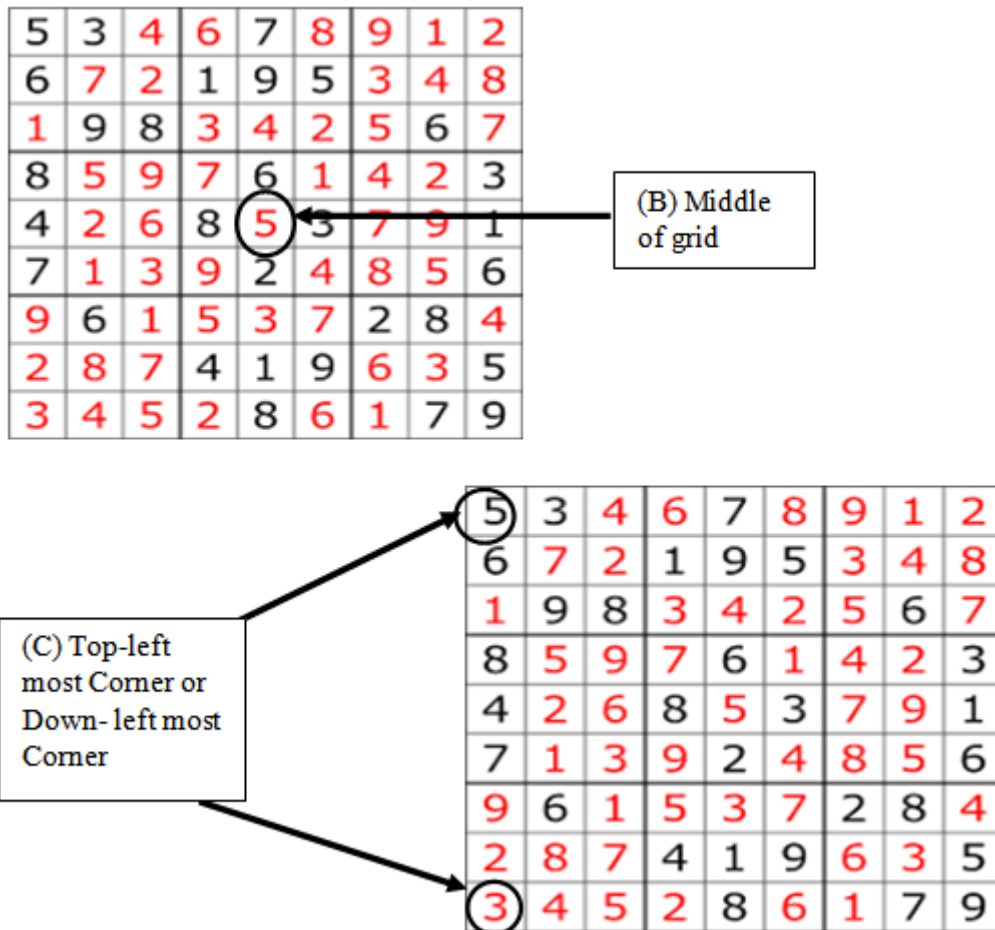 5 3 4 6 7 8 9 1 2
6 7 2 1 9 5 3 4 8
1 9 8 3 4 2 5 6 7
8 5 9 7 6 1 4 2 3
4 2 6 8 5 3 7 9 1
7 1 3 9 2 4 8 5 6
9 6 1 5 3 7 2 8 4
2 8 7 4 1 9 6 3 5
3 4 5 2 8 6 1 7 9
(B) Middle
of grid
(C) Top-left
most Corner or
Down- left most
Corner
5 3 4 6 7 8 9 1 2
6 7 2 1 9 5 3 4 8
1 9 8 3 4 2 5 6 7
8 5 9 7 6 1 4 2 3
4 2 6 8 5 3 7 9 1
7 1 3 9 2 4 8 5 6
9 6 1 5 3 7 2 8 4
2 8 7 4 1 9 6 3 5
3 4 5 2 8 6 1 7 9